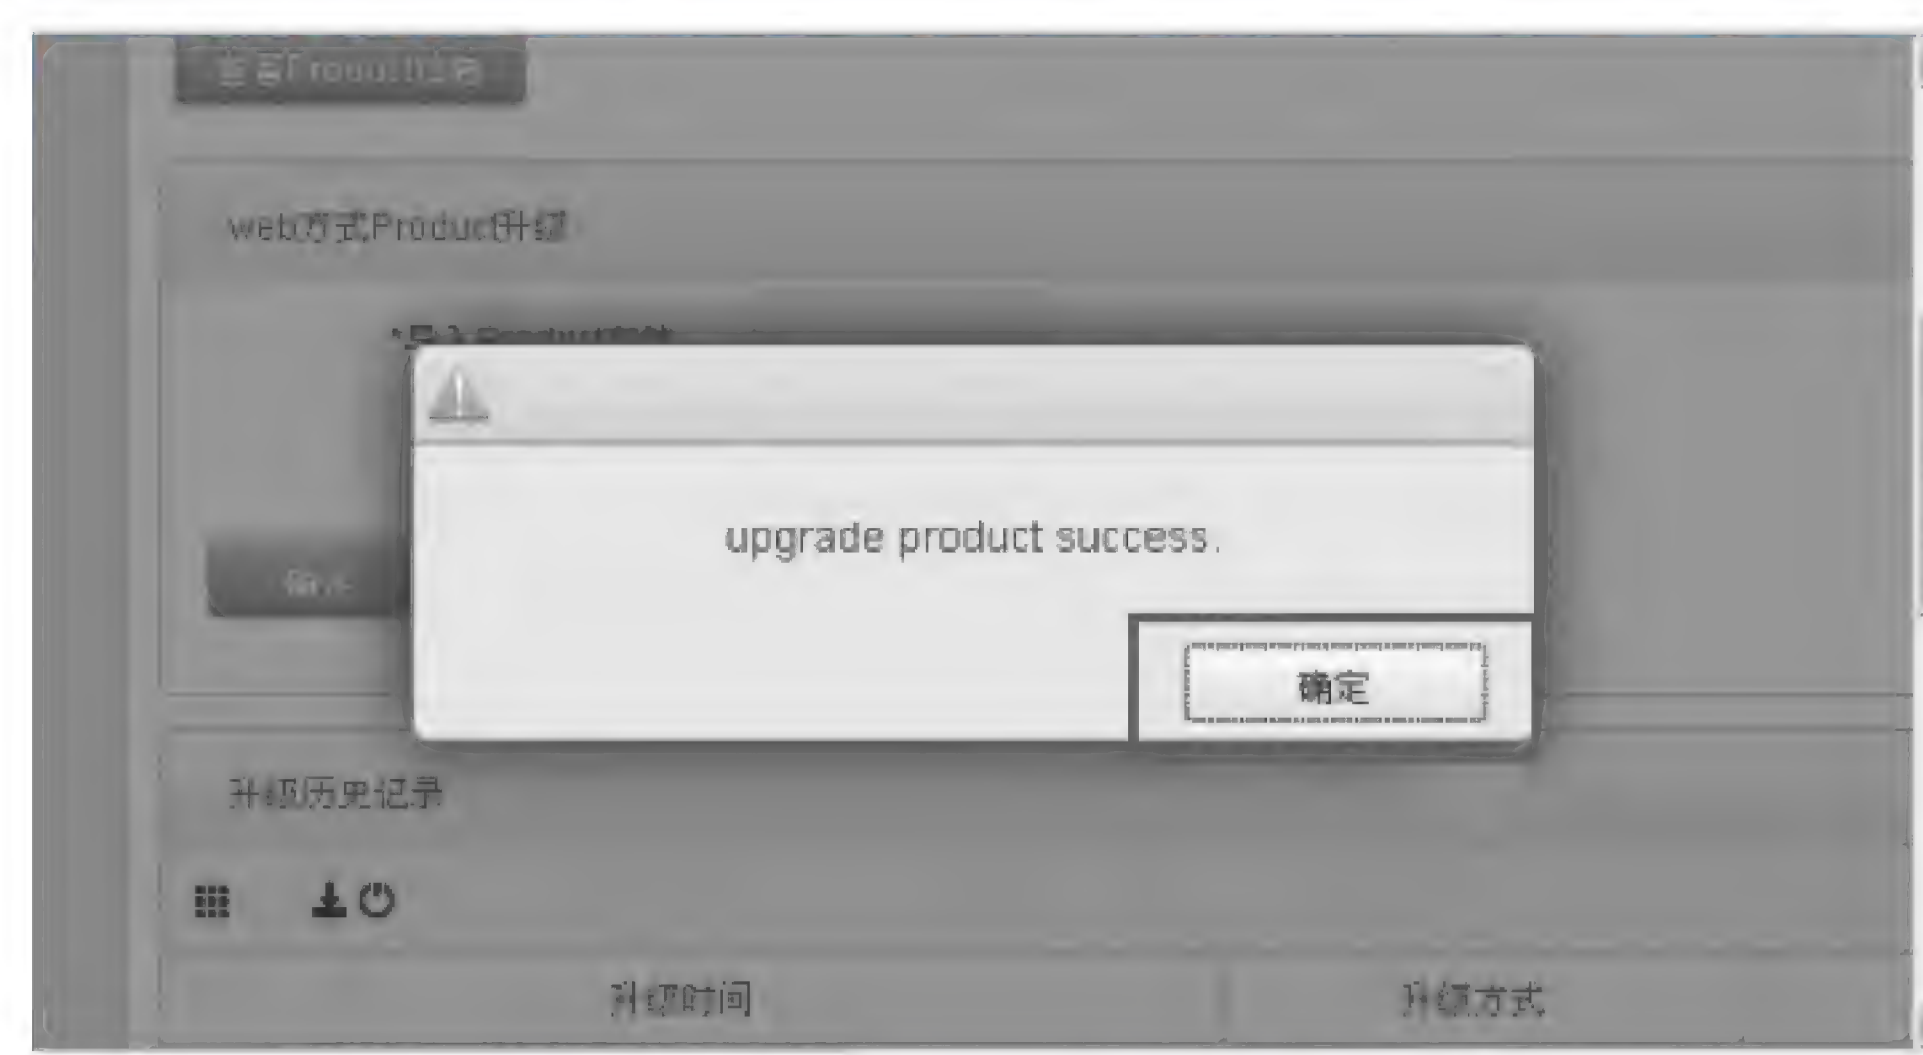 web方式Product升级
upgrade product success.
确定
升级历史记录
升级时间
升级方式